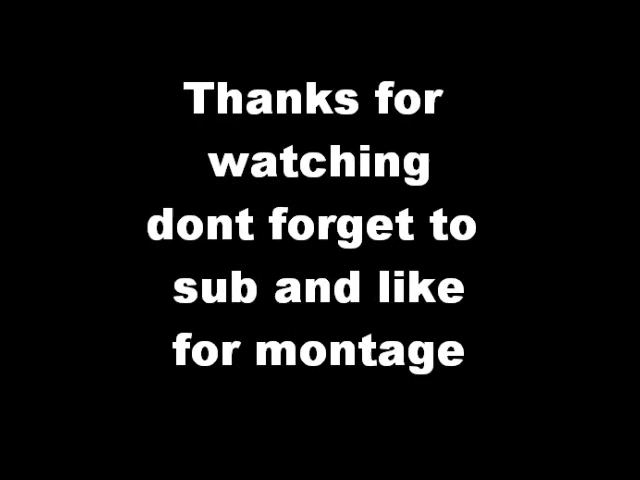 Thanks for
watching
dont forget to
sub and like
for montage